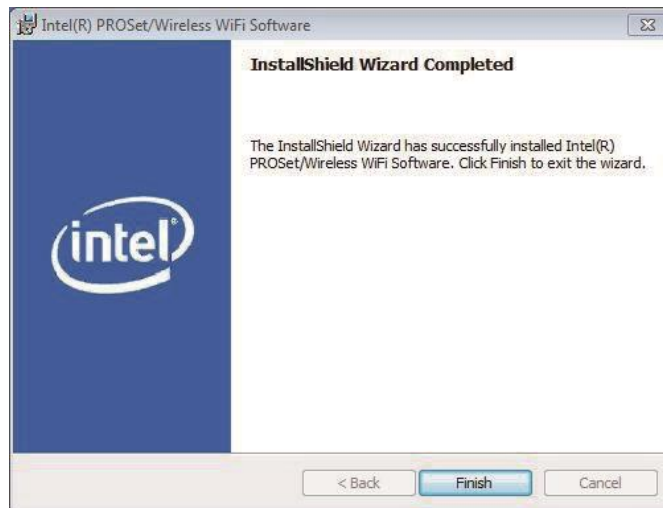 Intel(R) PROSet/Wireless WiFi Software
InstallShield Wizard Completed
The InstallShield Wizard has successfully installed Intel(R)
PROSet/Wireless WiFi Software. Click Finish to exit the wizard.
(intel)®
< Back
Finish
Cancel